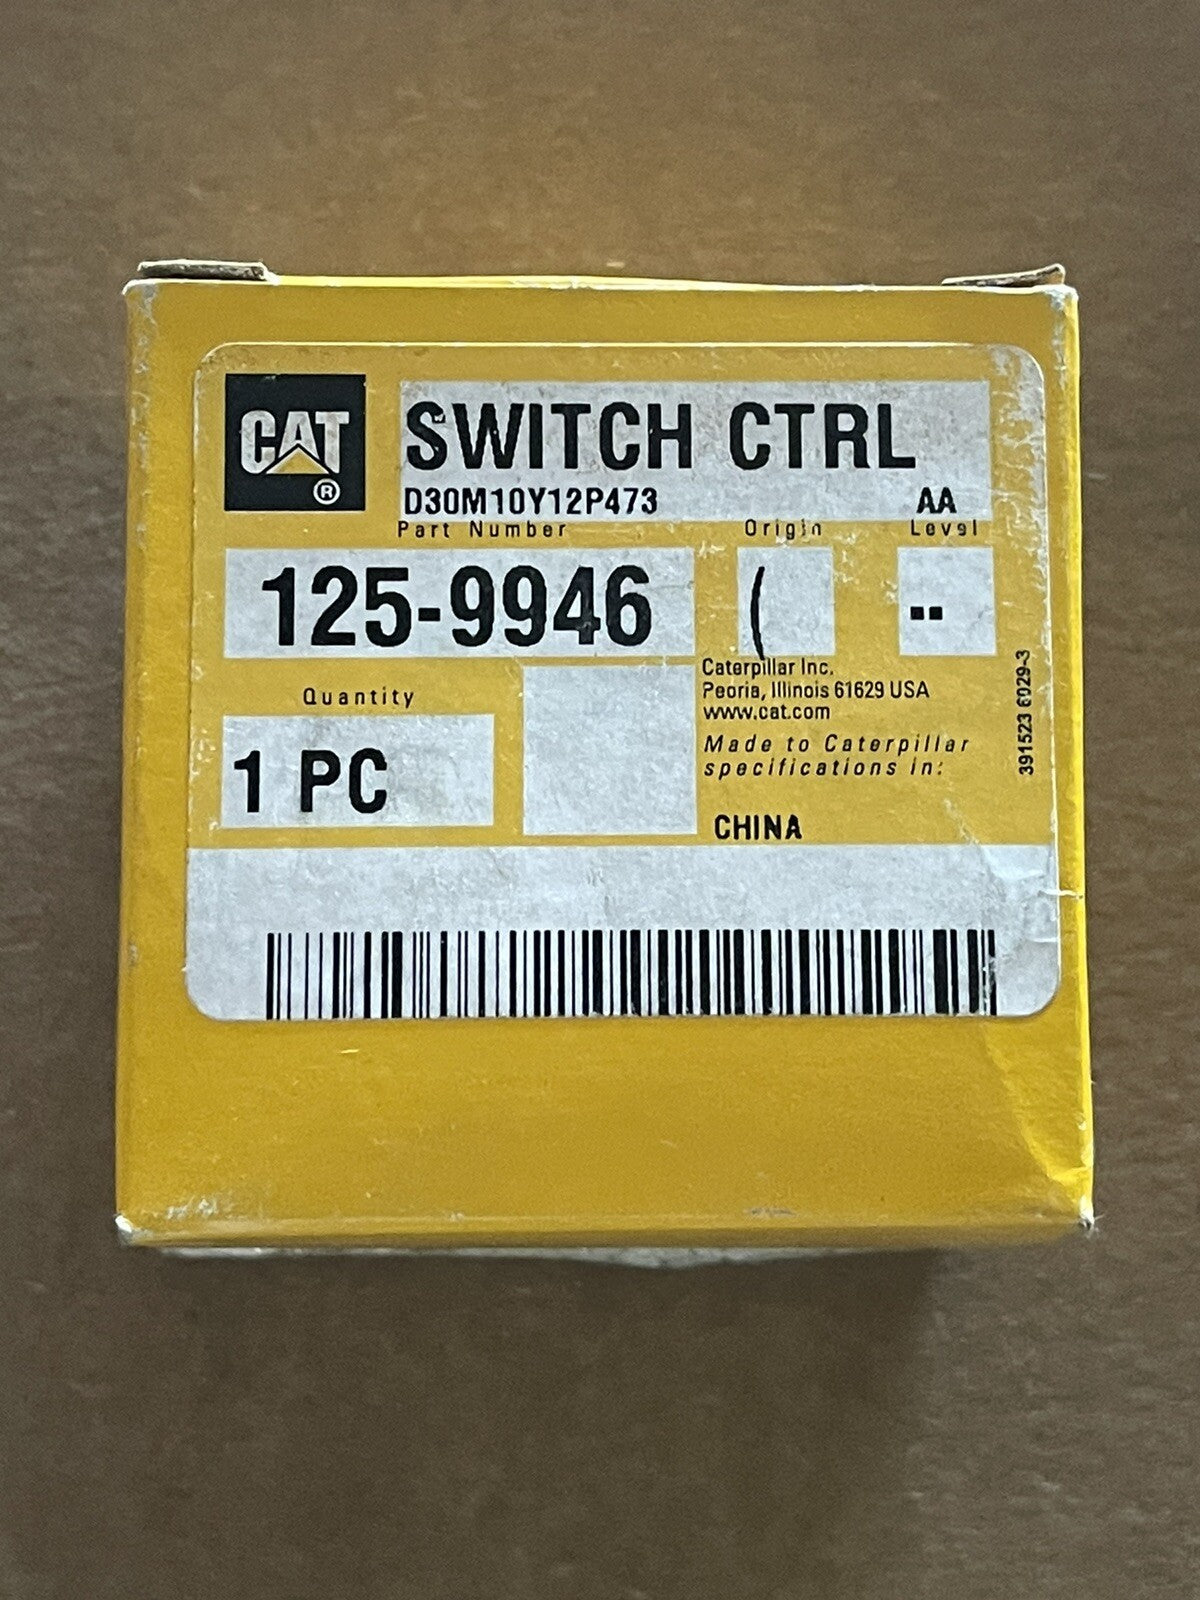 CAT
®
SWITCH CTRL
D30M10Y12P473 AA
Part Number Origin Level
125-9946 ( --
Caterpillar Inc.
Peoria, Illinois 61629 USA
www.cat.com
Quantity
1 PC
Made to Caterpillar
specifications in:
CHINA
391523 6029-3